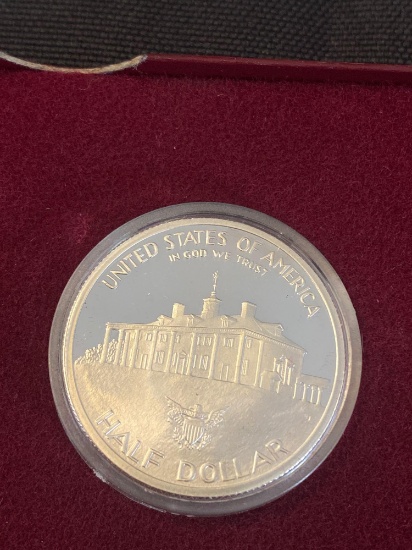 UNITED STATES OF AMERICA
IN GOD WE TRUST
HALF DOLLAR